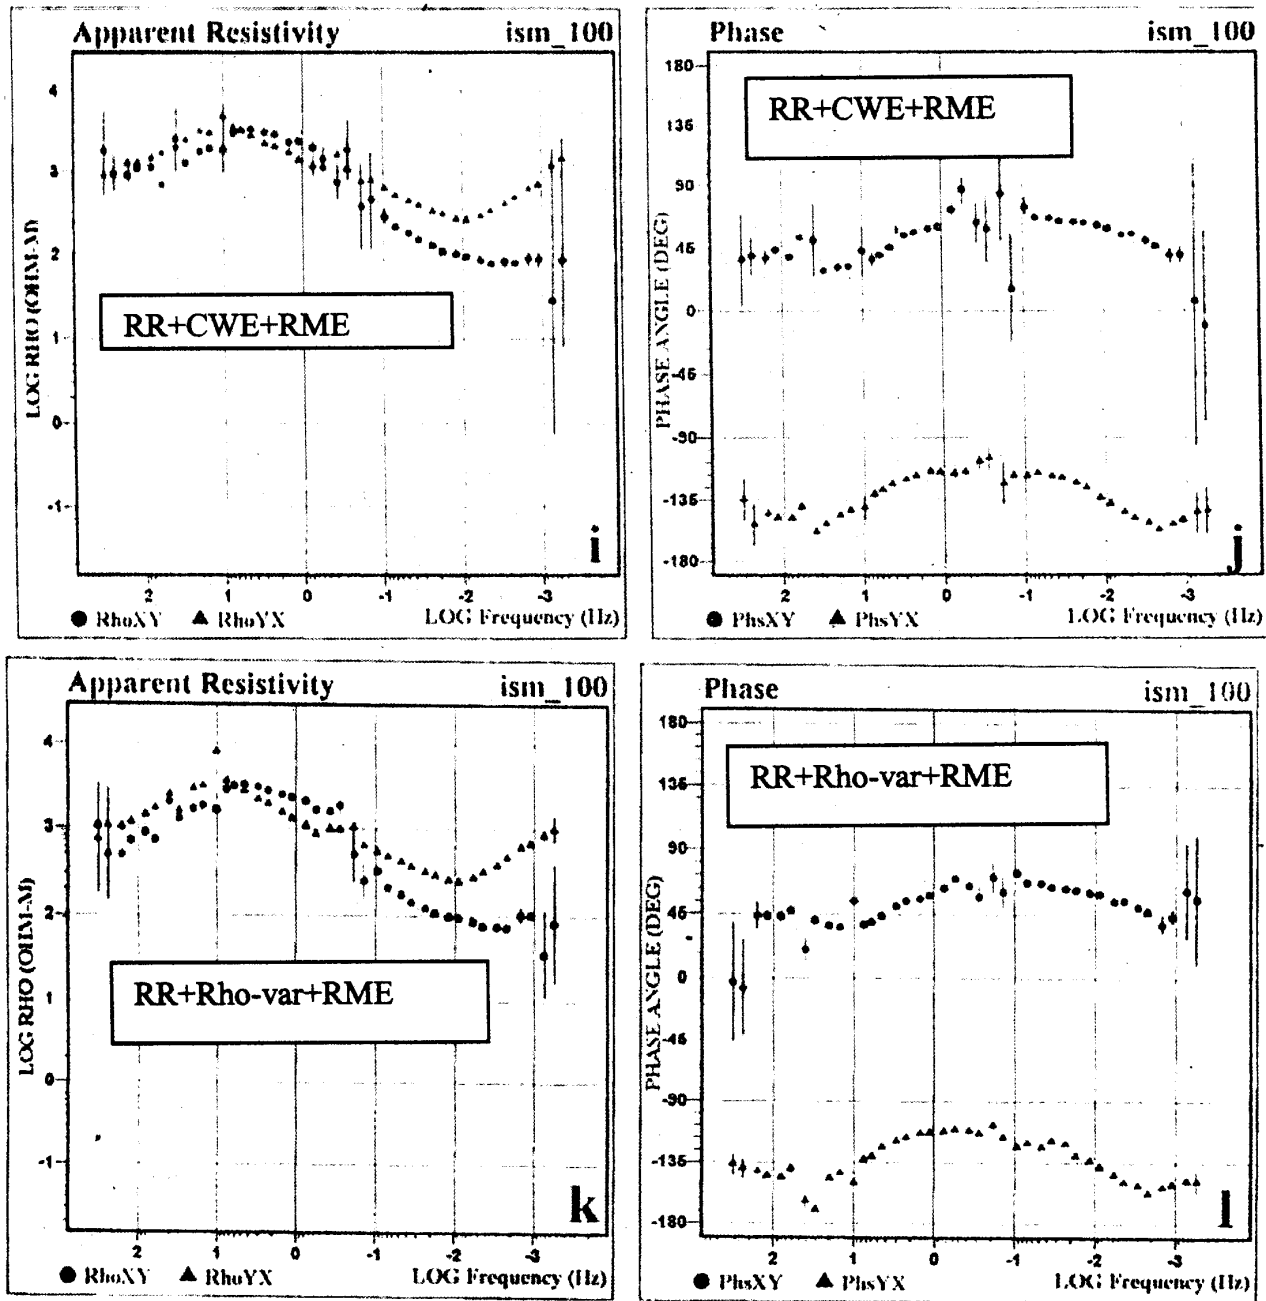 Apparent Resistivity ism_100
RR+CWE+RME
LOG RHO (OHM-M)
4
3
2
1
0
-1
2 1 0 -1 -2 -3
RhoXY RhoYX LOG Frequency (Hz)
i
Phase ism_100
RR+CWE+RME
PHASE ANGLE (DEG)
180
135
90
45
0
-45
-90
-135
-180
2 1 0 -1 -2 -3
PhsXY PhsYX LOG Frequency (Hz)
j
Apparent Resistivity ism_100
RR+Rho-var+RME
LOG RHO (OHM-M)
4
3
2
1
0
-1
2 1 0 -1 -2 -3
RhoXY RhoYX LOG Frequency (Hz)
k
Phase ism_100
RR+Rho-var+RME
PHASE ANGLE (DEG)
180
135
90
45
0
-45
-90
-135
-180
2 1 0 -1 -2 -3
PhsXY PhsYX LOG Frequency (Hz)
l